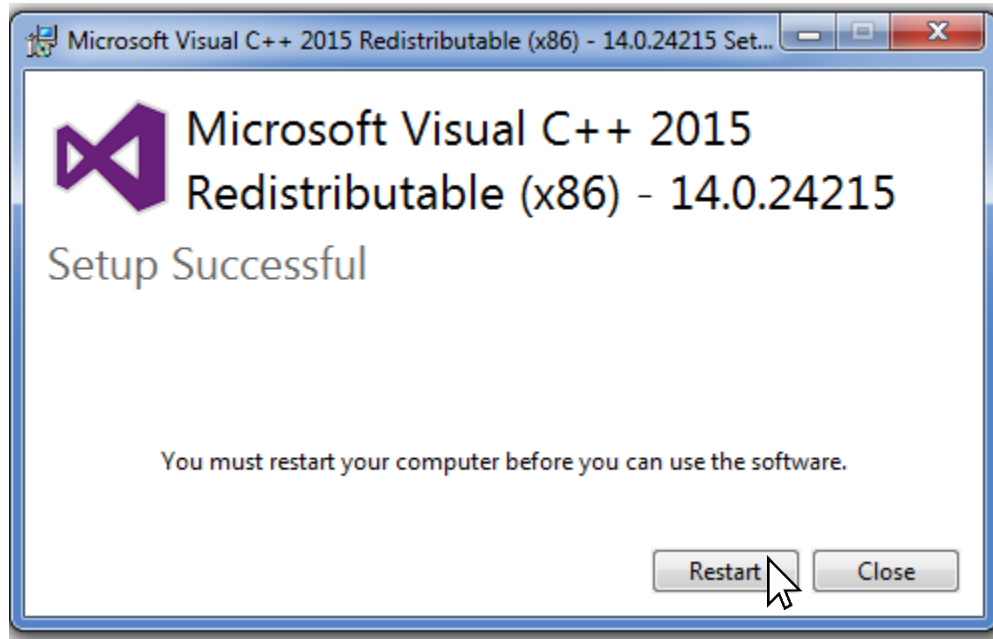 Microsoft Visual C++ 2015 Redistributable (x86) - 14.0.24215 Set...
Microsoft Visual C++ 2015
Redistributable (x86) - 14.0.24215
Setup Successful
You must restart your computer before you can use the software.
Restart
Close